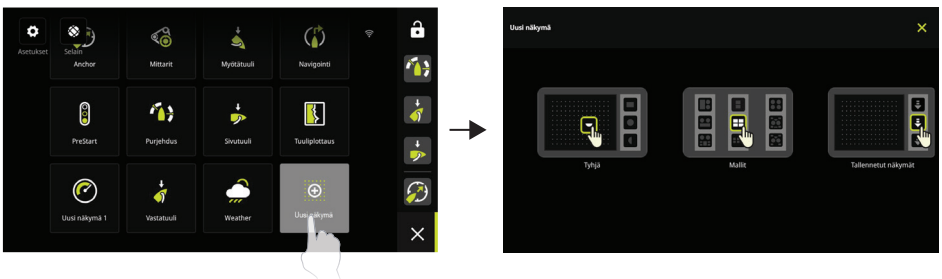 Asetukset
Selain
Anchor
Mittarit
Myötätuuli
Navigointi
PreStart
Purjehdus
Sivutuuli
Tuuliplottaus
Uusi näkymä 1
Vastatuuli
Weather
Uusi näkymä
Uusi näkymä
Tyhjä
Mallit
Tallennetut näkymät